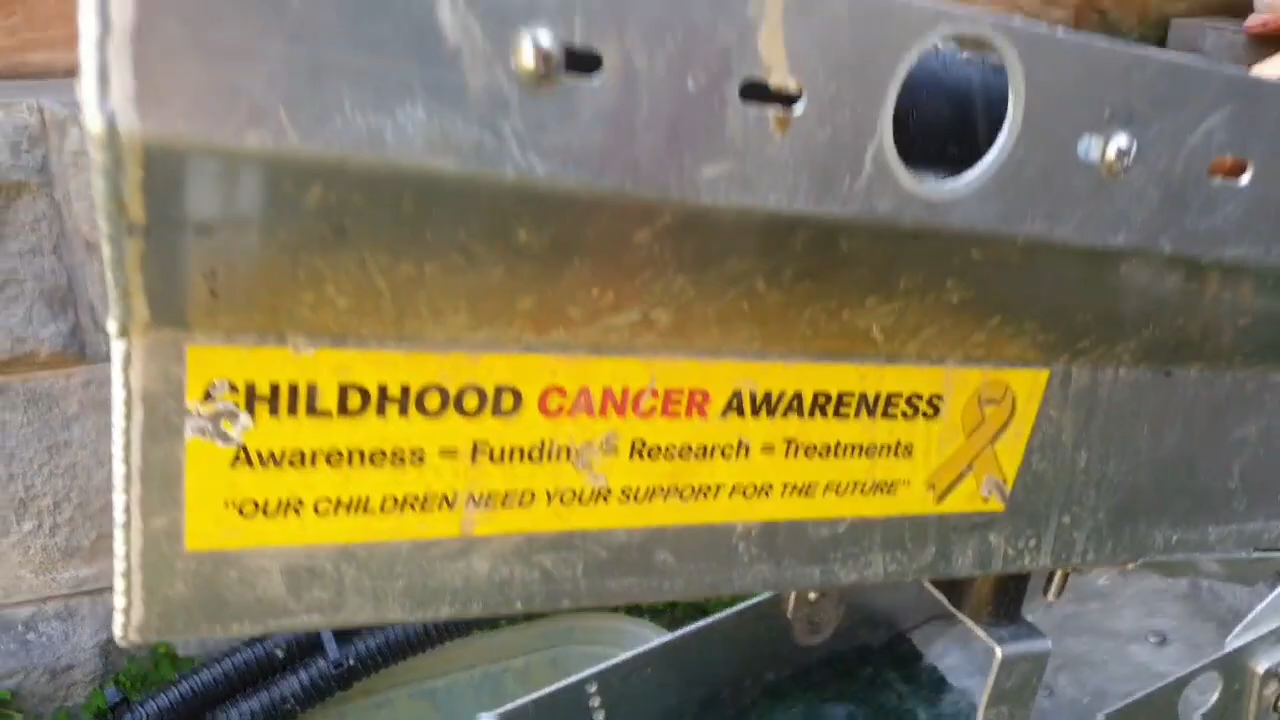 CHILDHOOD CANCER AWARENESS
Awareness = Funding = Research = Treatments
"OUR CHILDREN NEED YOUR SUPPORT FOR THE FUTURE"